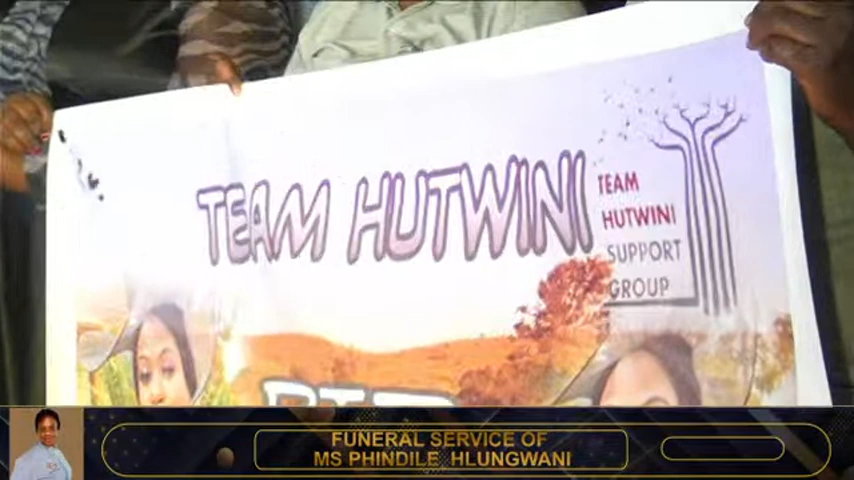 TEAM HUTWINI
TEAM
HUTWINI
SUPPORT
GROUP
FUNERAL SERVICE OF
MS PHINDILE HLUNGWANI